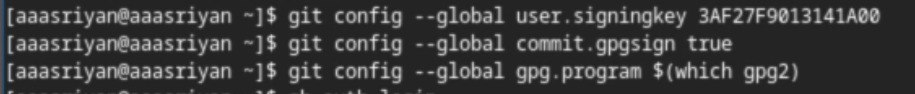 [aaasriyan@aaasriyan ~]$ git config --global user.signingkey 3AF27F9013141A00
[aaasriyan@aaasriyan ~]$ git config --global commit.gpgsign true
[aaasriyan@aaasriyan ~]$ git config --global gpg.program $(which gpg2)